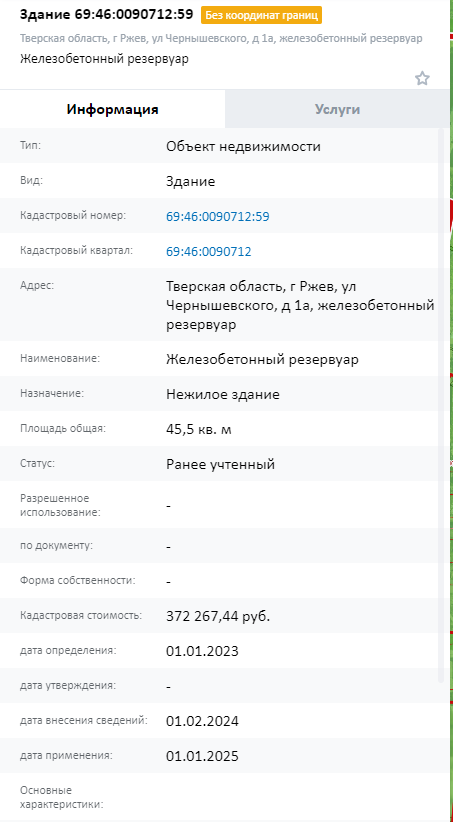 Здание 69:46:0090712:59 Без координат границ
Тверская область, г Ржев, ул Чернышевского, д 1а, железобетонный резервуар
Железобетонный резервуар
Информация Услуги
Тип: Объект недвижимости
Вид: Здание
Кадастровый номер: 69:46:0090712:59
Кадастровый квартал: 69:46:0090712
Адрес: Тверская область, г Ржев, ул
Чернышевского, д 1а, железобетонный
резервуар
Наименование: Железобетонный резервуар
Назначение: Нежилое здание
Площадь общая: 45,5 кв. м
Статус: Ранее учтенный
Разрешенное
использование: -
по документу: -
Форма собственности: -
Кадастровая стоимость: 372 267,44 руб.
дата определения: 01.01.2023
дата утверждения: -
дата внесения сведений: 01.02.2024
дата применения: 01.01.2025
Основные
характеристики: